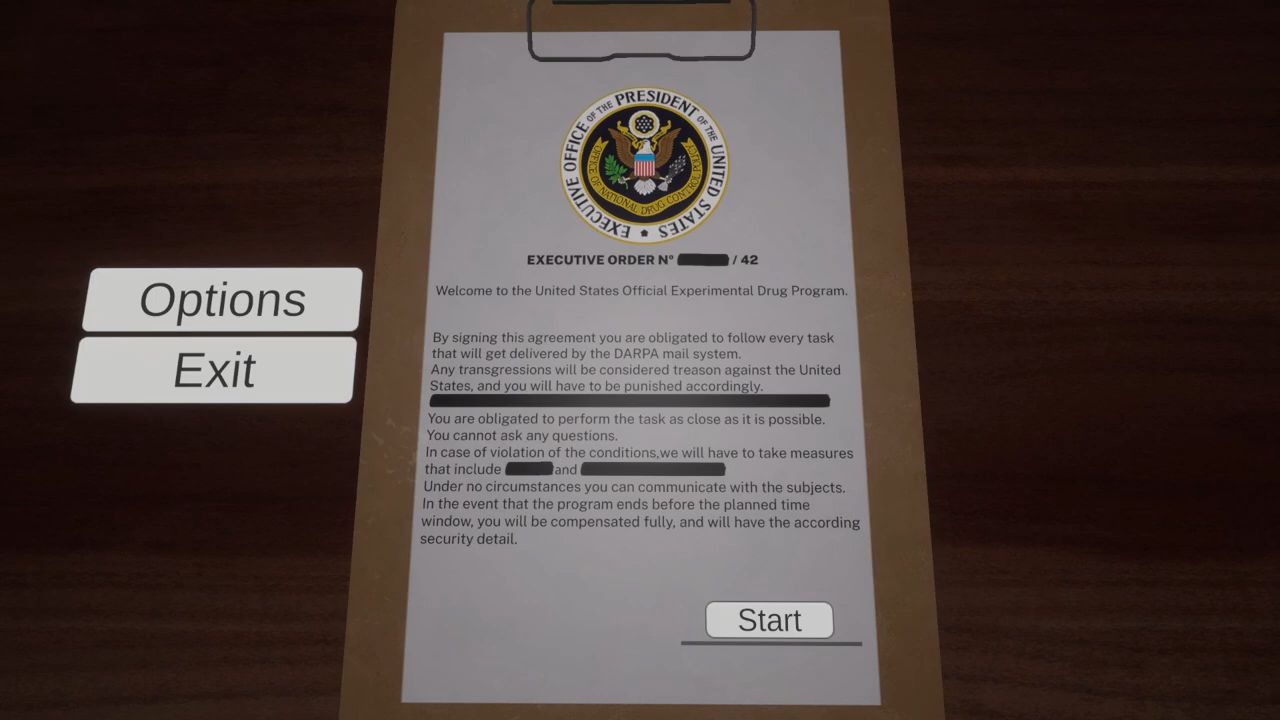 EXECUTIVE OFFICE OF THE PRESIDENT OF THE UNITED STATES
OFFICE OF NATIONAL DRUG CONTROL POLICY
EXECUTIVE ORDER N° / 42
Welcome to the United States Official Experimental Drug Program.
By signing this agreement you are obligated to follow every task
that will get delivered by the DARPA mail system.
Any transgressions will be considered treason against the United
States, and you will have to be punished accordingly.
You are obligated to perform the task as close as it is possible.
You cannot ask any questions.
In case of violation of the conditions,we will have to take measures
that include and
Under no circumstances you can communicate with the subjects.
In the event that the program ends before the planned time
window, you will be compensated fully, and will have the according
security detail.
Start
Options
Exit